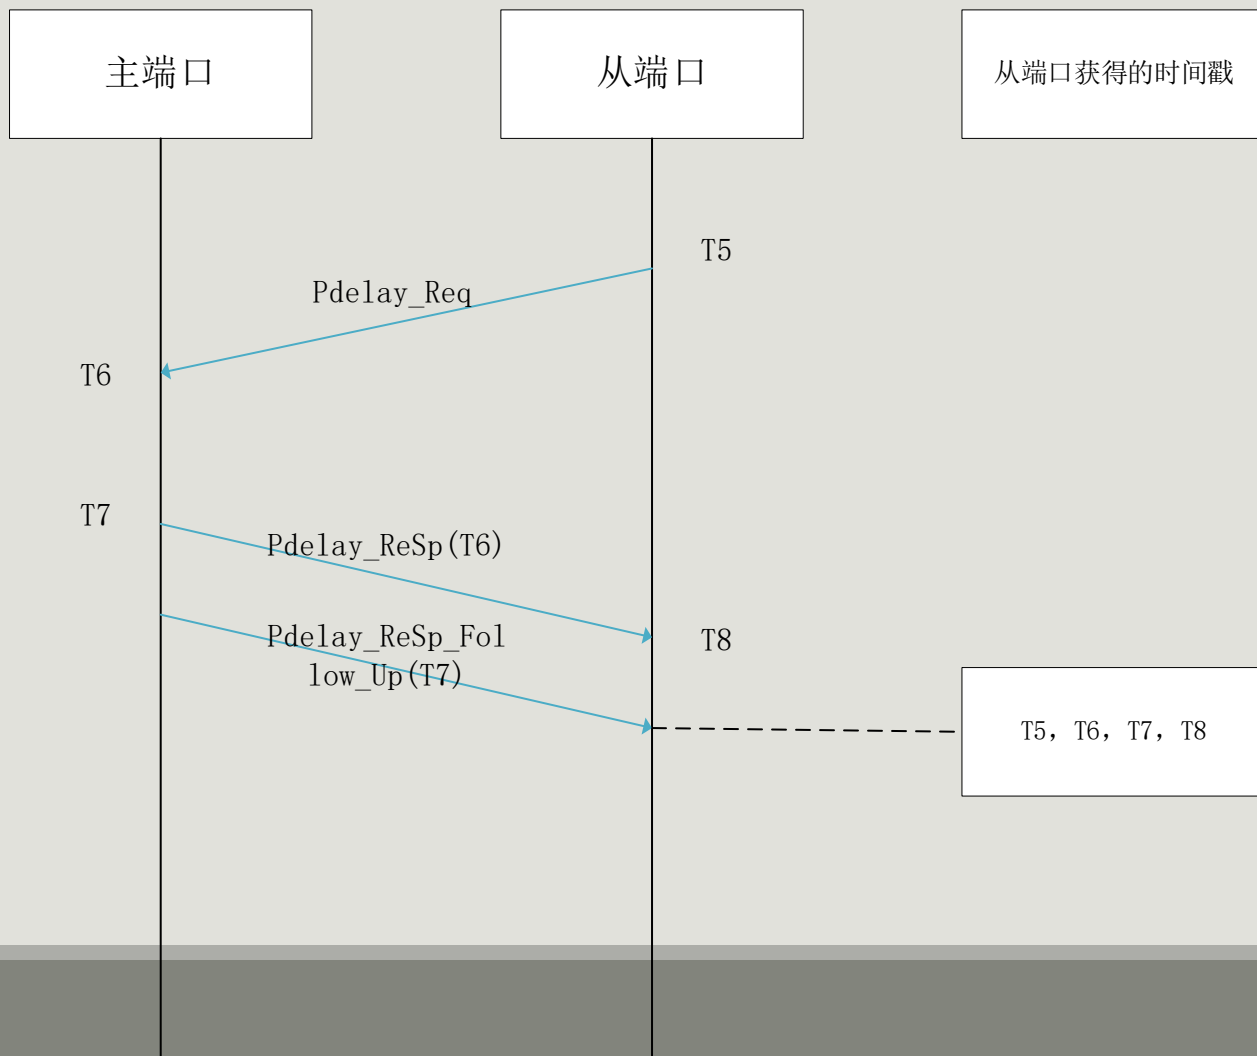 主端口
从端口
从端口获得的时间戳
T5
Pdelay_Req
T6
T7
Pdelay_ReSp(T6)
Pdelay_ReSp_Fol
low_Up(T7)
T8
T5，T6，T7，T8